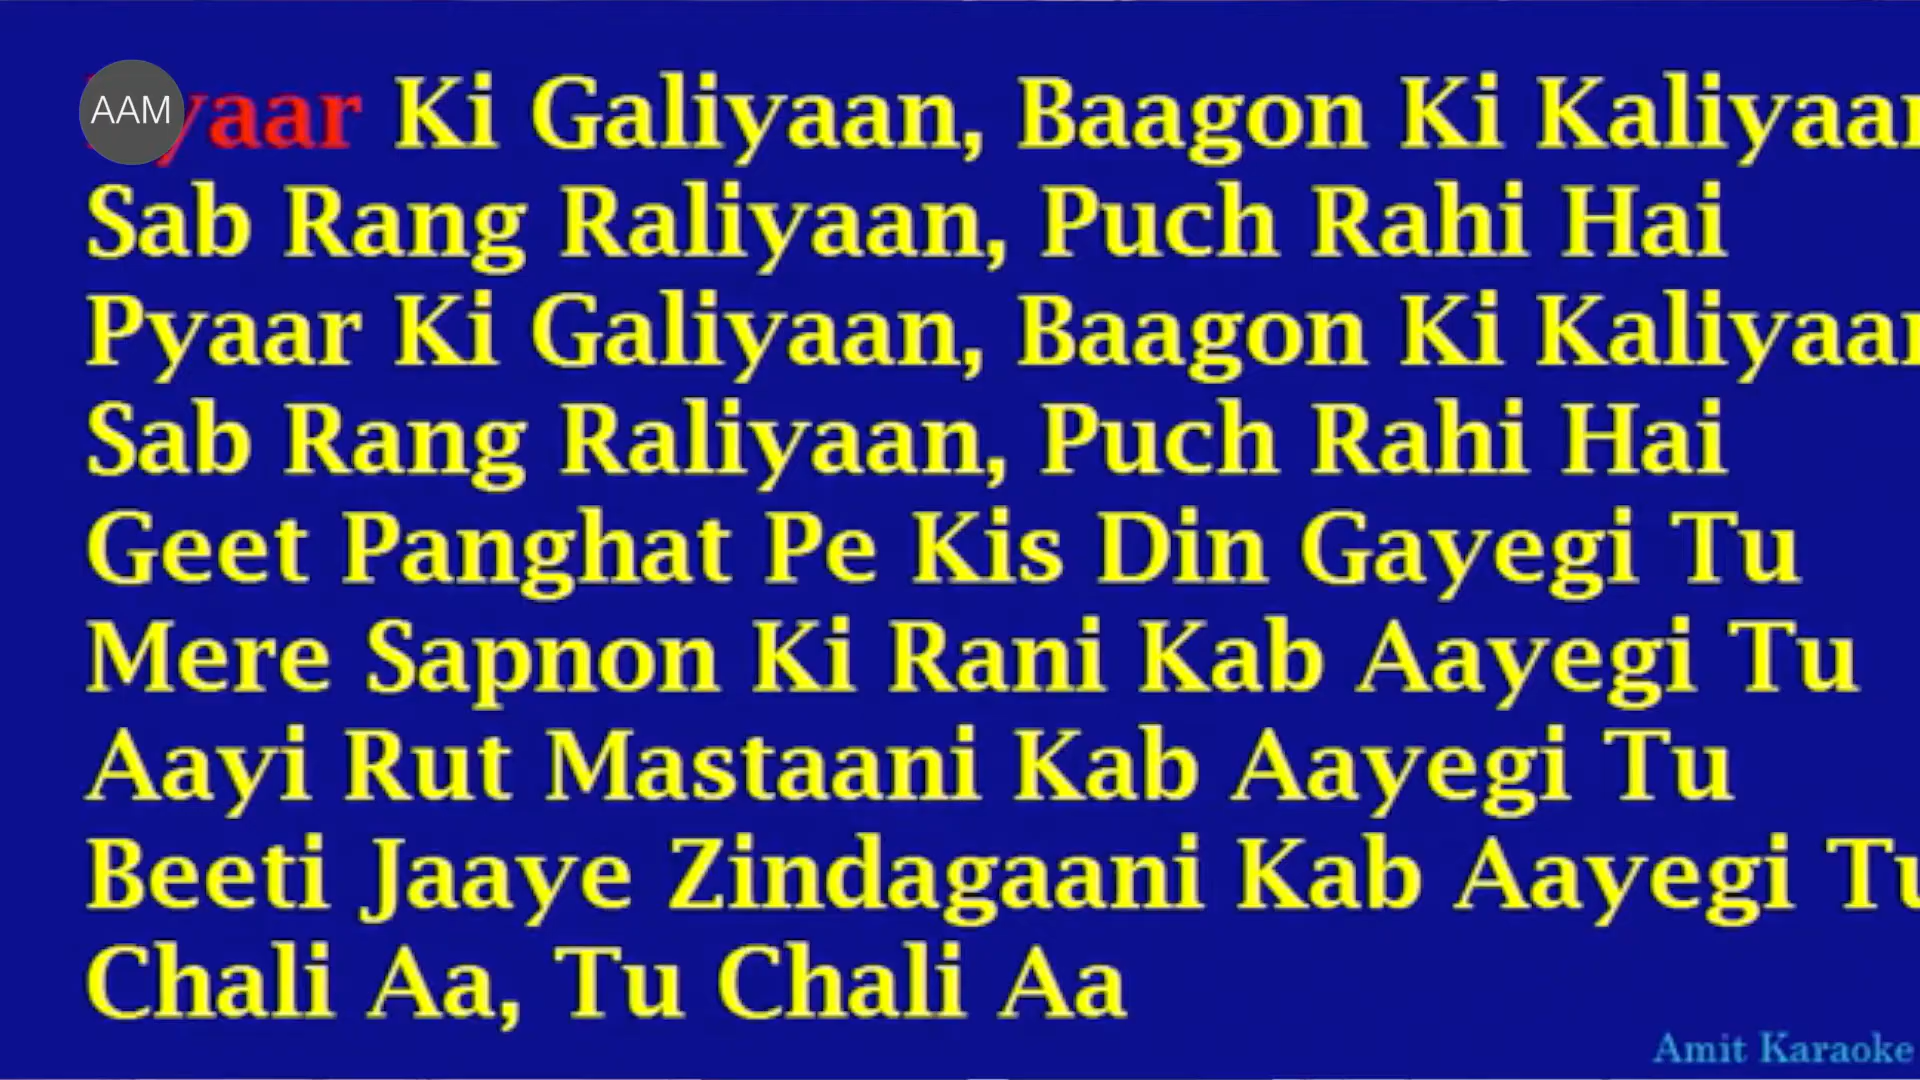 AAM
yaar Ki Galiyaan, Baagon Ki Kaliyaan
Sab Rang Raliyaan, Puch Rahi Hai
Pyaar Ki Galiyaan, Baagon Ki Kaliyaan
Sab Rang Raliyaan, Puch Rahi Hai
Geet Panghat Pe Kis Din Gayegi Tu
Mere Sapnon Ki Rani Kab Aayegi Tu
Aayi Rut Mastaani Kab Aayegi Tu
Beeti Jaaye Zindagaani Kab Aayegi Tu
Chali Aa, Tu Chali Aa
Amit Karaoke